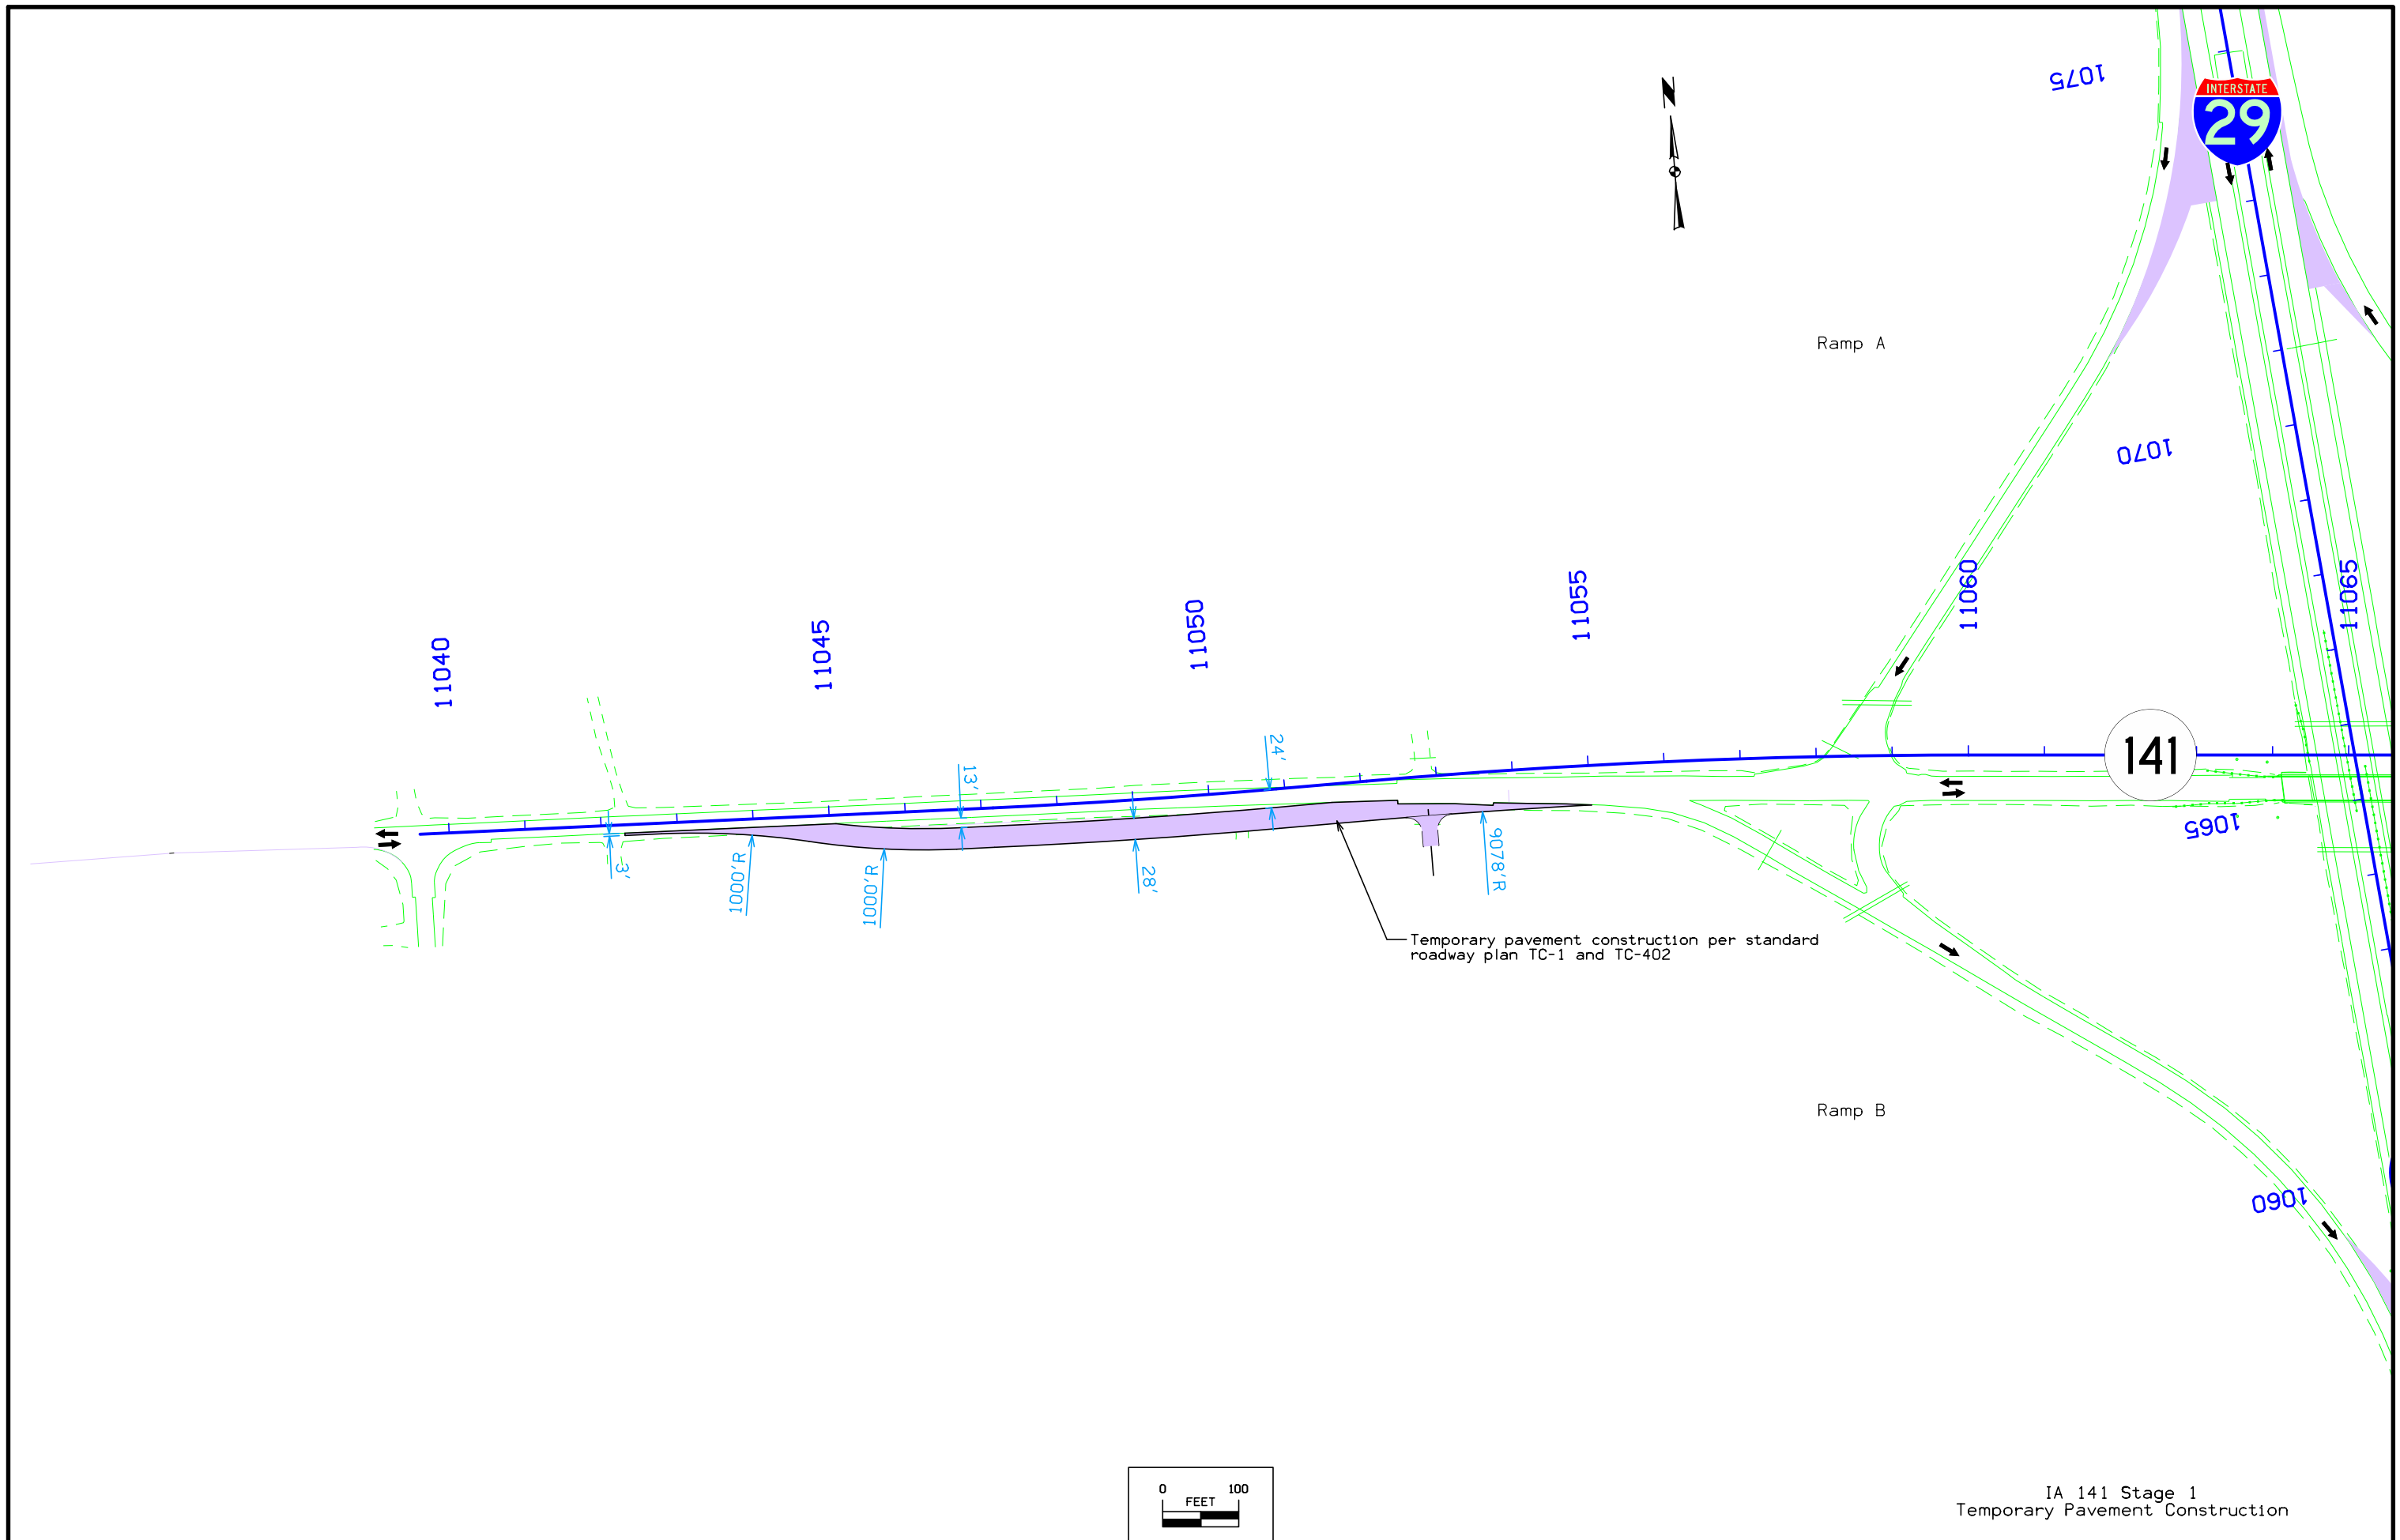 1075
INTERSTATE
29
Ramp A
1070
11040
11045
11050
11055
11060
11065
141
24'
13'
3'
1000'R
1000'R
28'
9078'R
1065
Temporary pavement construction per standard
roadway plan TC-1 and TC-402
Ramp B
1060
0 100
FEET
IA 141 Stage 1
Temporary Pavement Construction
N